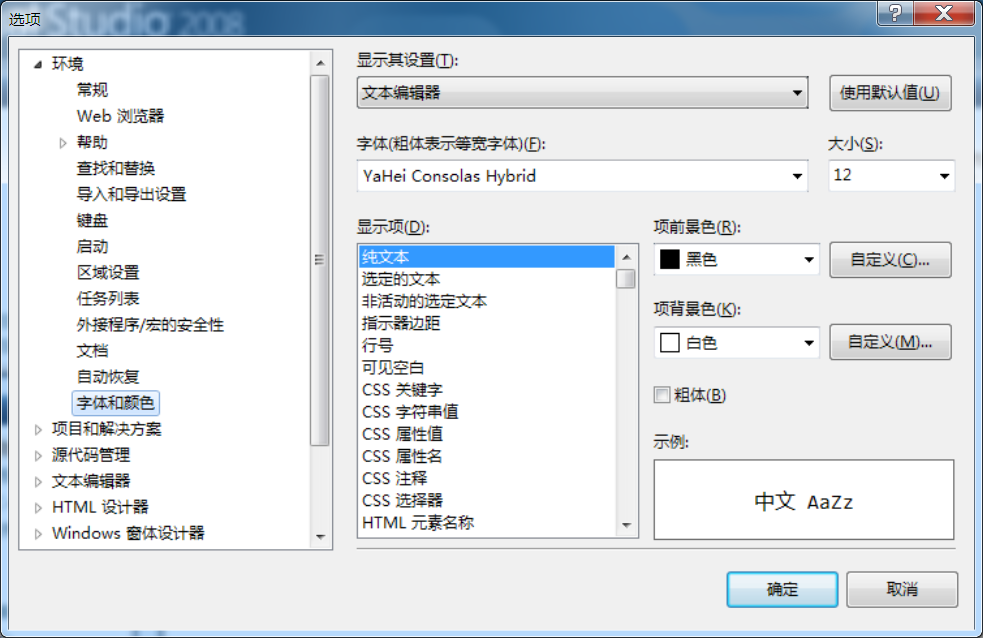 Studio 2008
选项
环境
常规
Web 浏览器
帮助
查找和替换
导入和导出设置
键盘
启动
区域设置
任务列表
外接程序/宏的安全性
文档
自动恢复
字体和颜色
项目和解决方案
源代码管理
文本编辑器
HTML 设计器
Windows 窗体设计器
显示其设置(T):
文本编辑器
使用默认值(U)
字体(粗体表示等宽字体)(F):
大小(S):
YaHei Consolas Hybrid
12
显示项(D):
纯文本
选定的文本
非活动的选定文本
指示器边距
行号
可见空白
CSS 关键字
CSS 字符串值
CSS 属性值
CSS 属性名
CSS 注释
CSS 选择器
HTML 元素名称
项前景色(R):
黑色
自定义(C)...
项背景色(K):
白色
自定义(M)...
粗体(B)
示例:
中文 AaZz
确定
取消